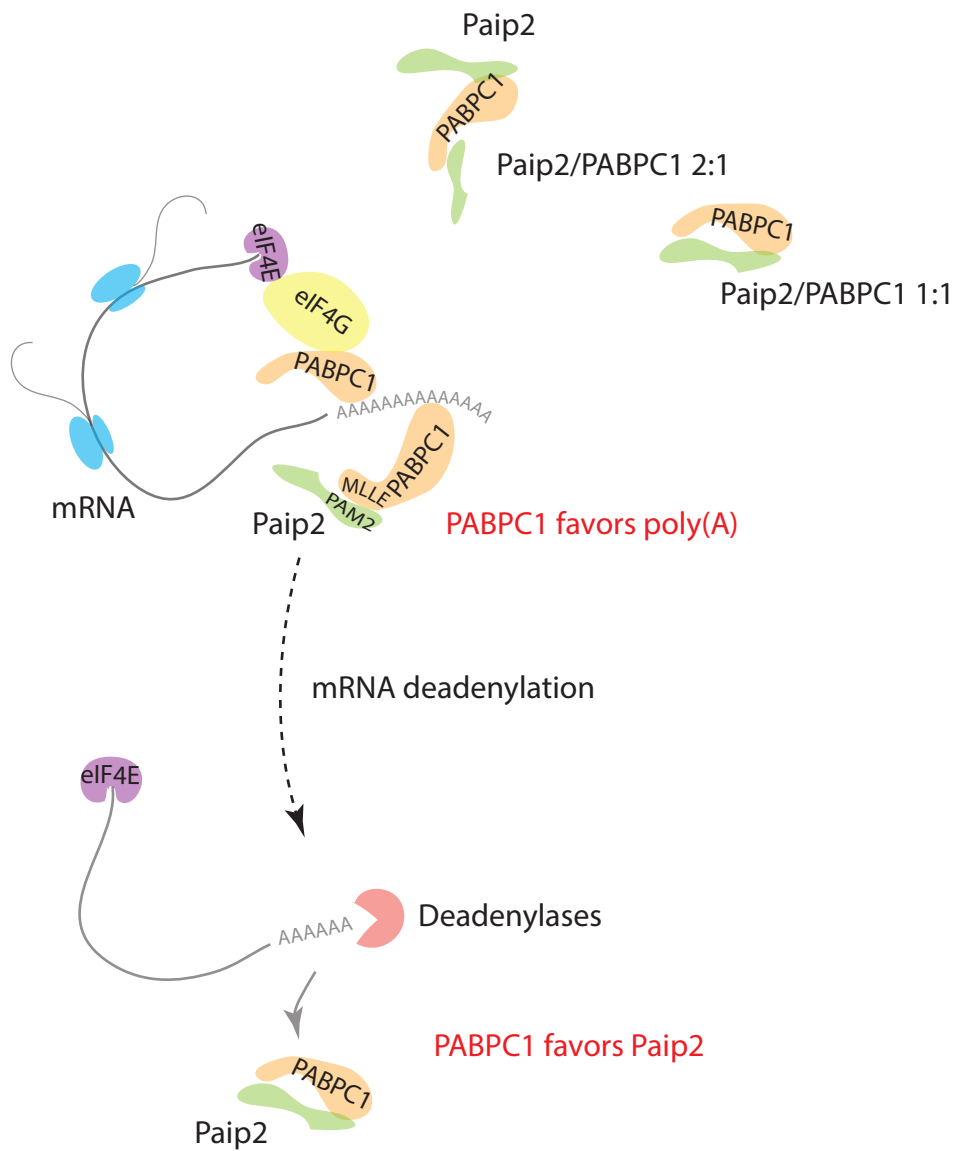 Paip2
PABPC1
Paip2/PABPC1 2:1
PABPC1
Paip2/PABPC1 1:1
eIF4E
eIF4G
PABPC1
AAAAAAAAAAAAAA
PABPC1
MLLE
PAM2
mRNA
Paip2
PABPC1 favors poly(A)
mRNA deadenylation
eIF4E
AAAAAA
Deadenylases
PABPC1 favors Paip2
PABPC1
Paip2